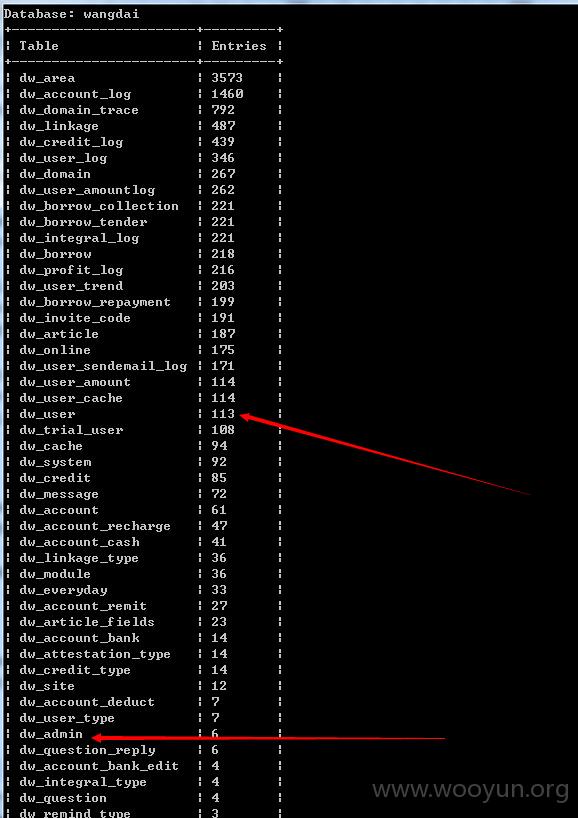 Database: wangdai
| Table | Entries |
| dw_area | 3573 |
| dw_account_log | 1460 |
| dw_domain_trace | 792 |
| dw_linkage | 487 |
| dw_credit_log | 439 |
| dw_user_log | 346 |
| dw_domain | 267 |
| dw_user_amountlog | 262 |
| dw_borrow_collection | 221 |
| dw_borrow_tender | 221 |
| dw_integral_log | 221 |
| dw_borrow | 218 |
| dw_profit_log | 216 |
| dw_user_trend | 203 |
| dw_borrow_repayment | 199 |
| dw_invite_code | 191 |
| dw_article | 187 |
| dw_online | 175 |
| dw_user_sendemail_log | 171 |
| dw_user_amount | 114 |
| dw_user_cache | 114 |
| dw_user | 113 |
| dw_trial_user | 108 |
| dw_cache | 94 |
| dw_system | 92 |
| dw_credit | 85 |
| dw_message | 72 |
| dw_account | 61 |
| dw_account_recharge | 47 |
| dw_account_cash | 41 |
| dw_linkage_type | 36 |
| dw_module | 36 |
| dw_everyday | 33 |
| dw_account_remit | 27 |
| dw_article_fields | 23 |
| dw_account_bank | 14 |
| dw_attestation_type | 14 |
| dw_credit_type | 14 |
| dw_site | 12 |
| dw_account_deduct | 7 |
| dw_user_type | 7 |
| dw_admin | 6 |
| dw_question_reply | 6 |
| dw_account_bank_edit | 4 |
| dw_integral_type | 4 |
| dw_question | 4 |
| dw_remind_type | 3 |
www.wooyun.org